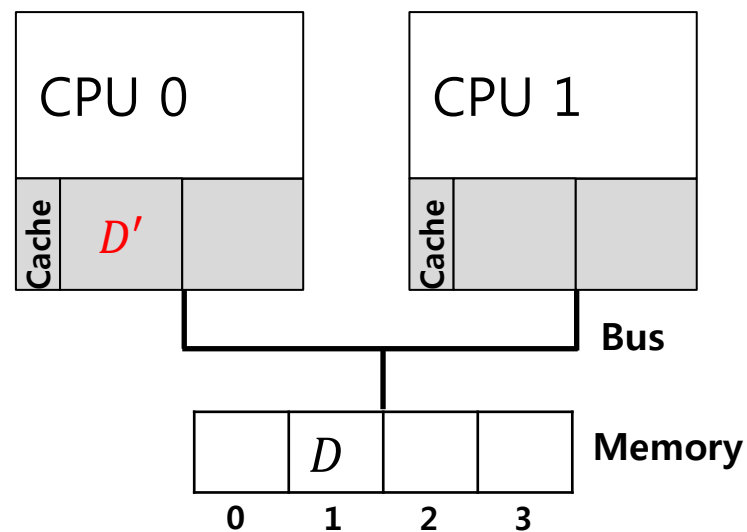 CPU 0
CPU 1
Cache
D′
Cache
Bus
D
Memory
0 1 2 3